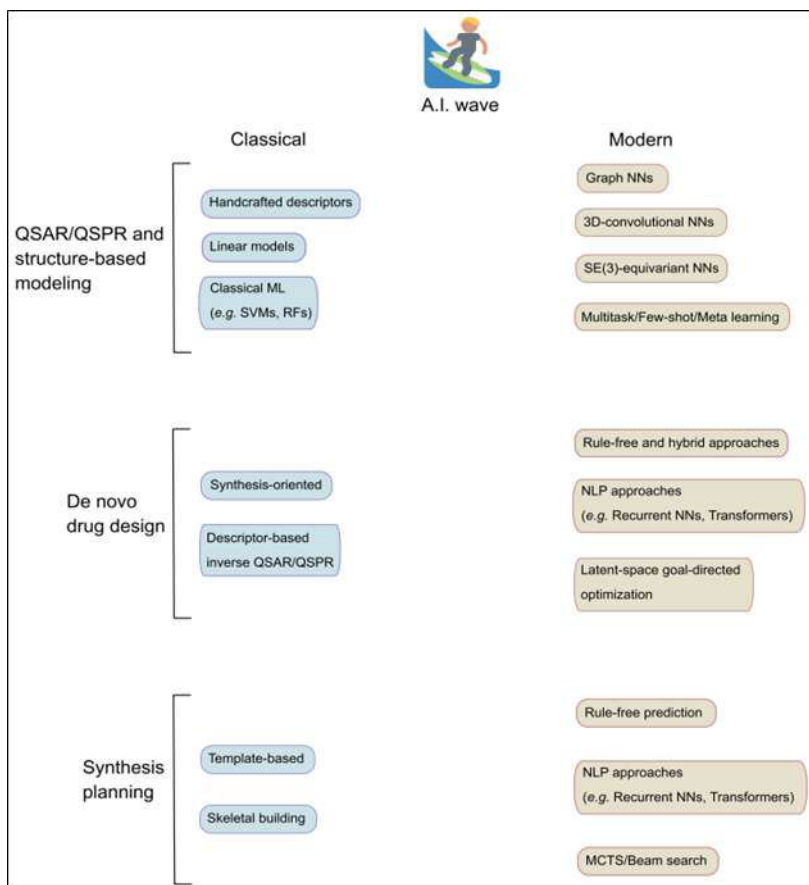 A.I. wave
Classical
Modern
QSAR/QSPR and
structure-based
modeling
Handcrafted descriptors
Linear models
Classical ML
(e.g. SVMs, RFs)
Graph NNs
3D-convolutional NNs
SE(3)-equivariant NNs
Multitask/Few-shot/Meta learning
De novo
drug design
Synthesis-oriented
Descriptor-based
inverse QSAR/QSPR
Rule-free and hybrid approaches
NLP approaches
(e.g. Recurrent NNs, Transformers)
Latent-space goal-directed
optimization
Synthesis
planning
Template-based
Skeletal building
Rule-free prediction
NLP approaches
(e.g. Recurrent NNs, Transformers)
MCTS/Beam search